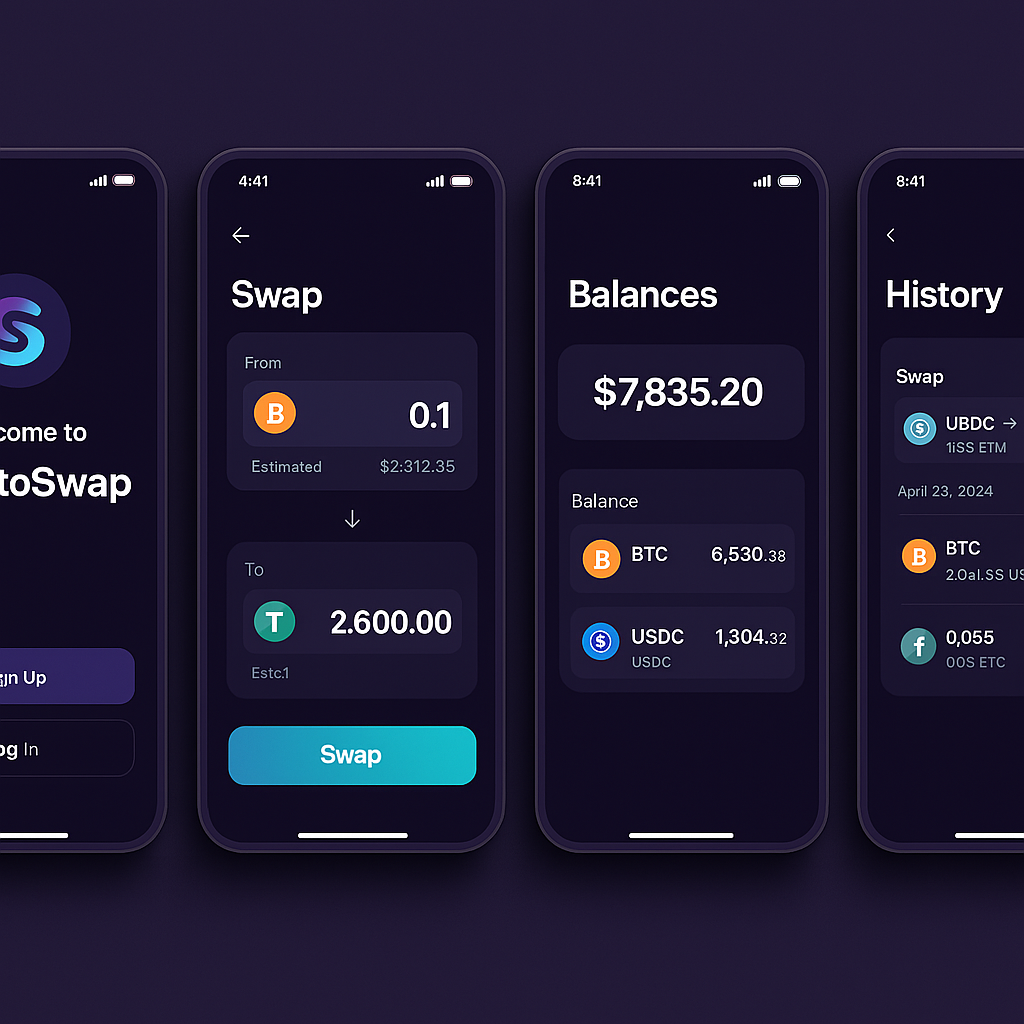 come to
toSwap
gn Up
og In
4:41
Swap
From
B 0.1
Estimated $2:312.35
To
T 2.600.00
Estc.1
Swap
8:41
Balances
$7,835.20
Balance
B BTC 6,530.38
$ USDC 1,304.32
USDC
8:41
History
Swap
$ UBDC →
1iSS ETM
April 23, 2024
B BTC
2.0al.SS US
f 0,055
00S ETC